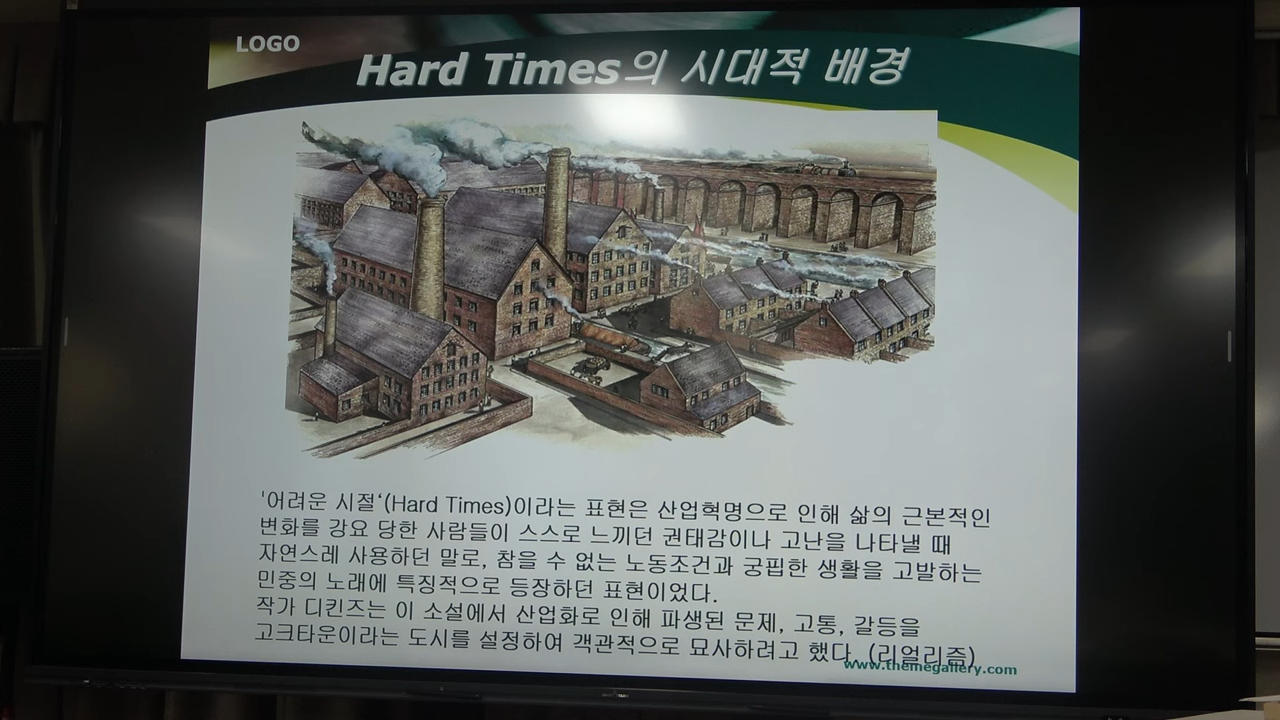 LOGO
Hard Times의 시대적 배경
'어려운 시절‘(Hard Times)이라는 표현은 산업혁명으로 인해 삶의 근본적인
변화를 강요 당한 사람들이 스스로 느끼던 권태감이나 고난을 나타낼 때
자연스레 사용하던 말로, 참을 수 없는 노동조건과 궁핍한 생활을 고발하는
민중의 노래에 특징적으로 등장하던 표현이었다.
작가 디킨즈는 이 소설에서 산업화로 인해 파생된 문제, 고통, 갈등을
고크타운이라는 도시를 설정하여 객관적으로 묘사하려고 했다. (리얼리즘)
www.themegallery.com